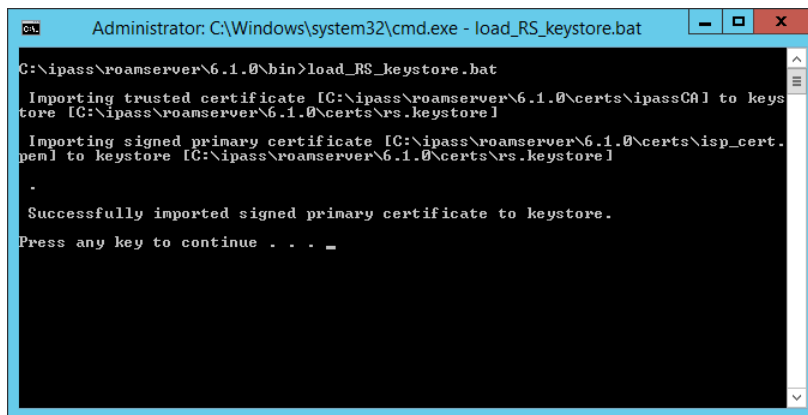 Administrator: C:\Windows\system32\cmd.exe - load_RS_keystore.bat
C:\ipass\roamserver\6.1.0\bin>load_RS_keystore.bat
Importing trusted certificate [C:\ipass\roamserver\6.1.0\certs\ipassCA] to keys
tore [C:\ipass\roamserver\6.1.0\certs\rs.keystore]
Importing signed primary certificate [C:\ipass\roamserver\6.1.0\certs\isp_cert.
pem] to keystore [C:\ipass\roamserver\6.1.0\certs\rs.keystore]
.
Successfully imported signed primary certificate to keystore.
Press any key to continue . . . _